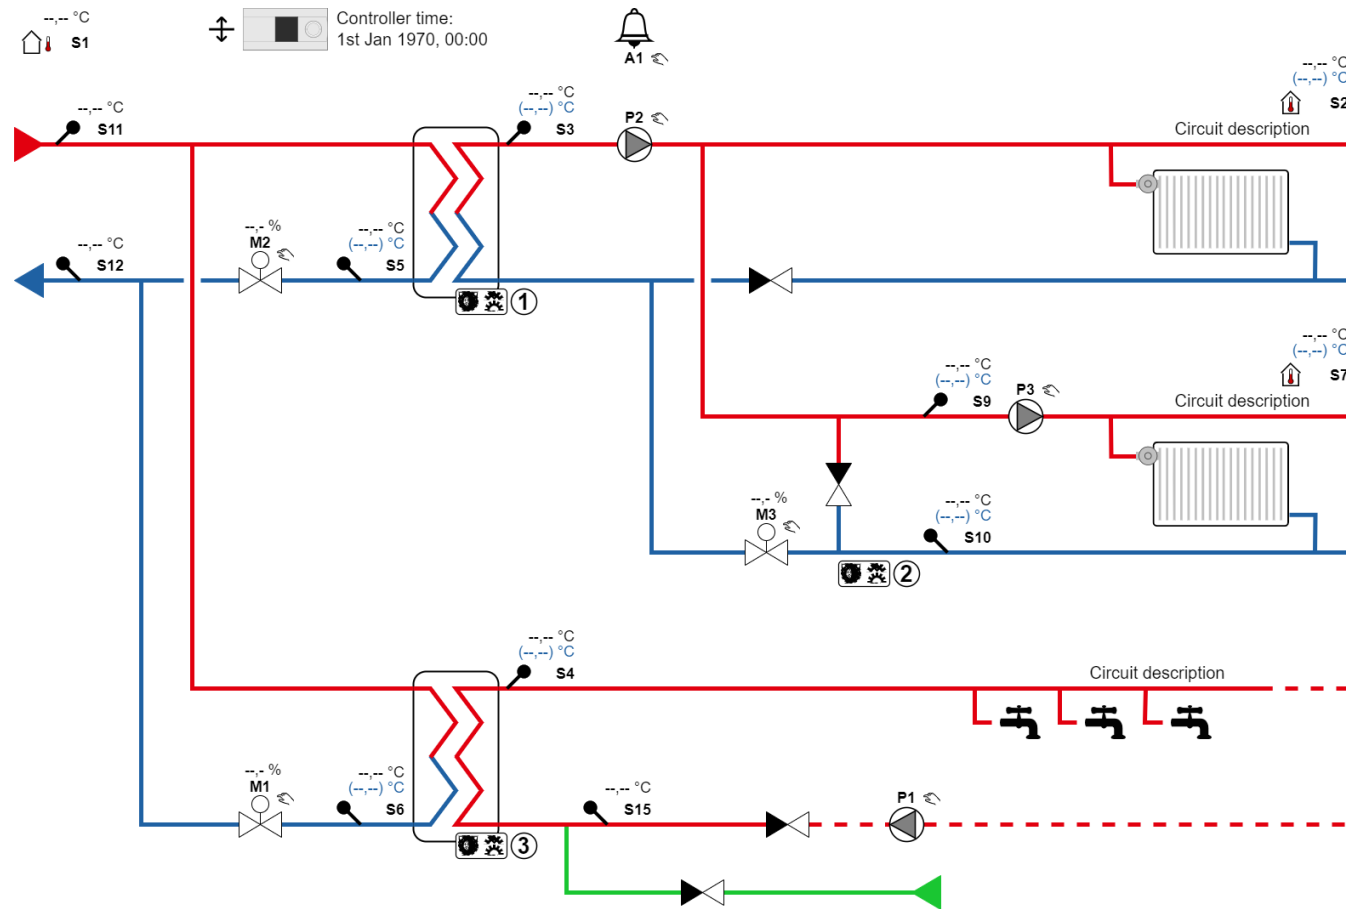 --,-- °C
S1
Controller time:
1st Jan 1970, 00:00
A1
--,-- °C
(--,--) °C
S2
--,-- °C
S11
--,-- °C
(--,--) °C
S3
P2
Circuit description
--,-- °C
S12
--,- %
M2
--,-- °C
(--,--) °C
S5
1
--,-- °C
(--,--) °C
S7
--,-- °C
(--,--) °C
S9
P3
Circuit description
--,- %
M3
--,-- °C
(--,--) °C
S10
2
--,-- °C
(--,--) °C
S4
Circuit description
--,- %
M1
--,-- °C
(--,--) °C
S6
--,-- °C
S15
P1
3